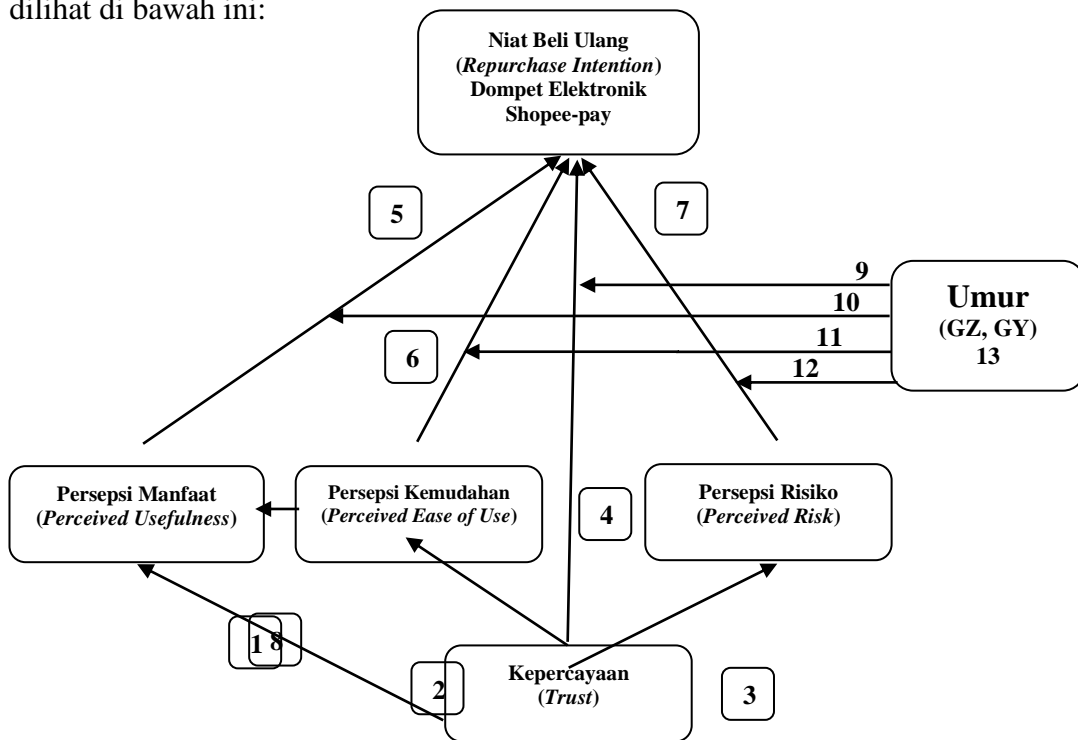 dilihat di bawah ini:
Niat Beli Ulang
(Repurchase Intention)
Dompet Elektronik
Shopee-pay
5
7
9
10
11
12
Umur
(GZ, GY)
13
6
Persepsi Manfaat
(Perceived Usefulness)
Persepsi Kemudahan
(Perceived Ease of Use)
4
Persepsi Risiko
(Perceived Risk)
1
8
2
Kepercayaan
(Trust)
3